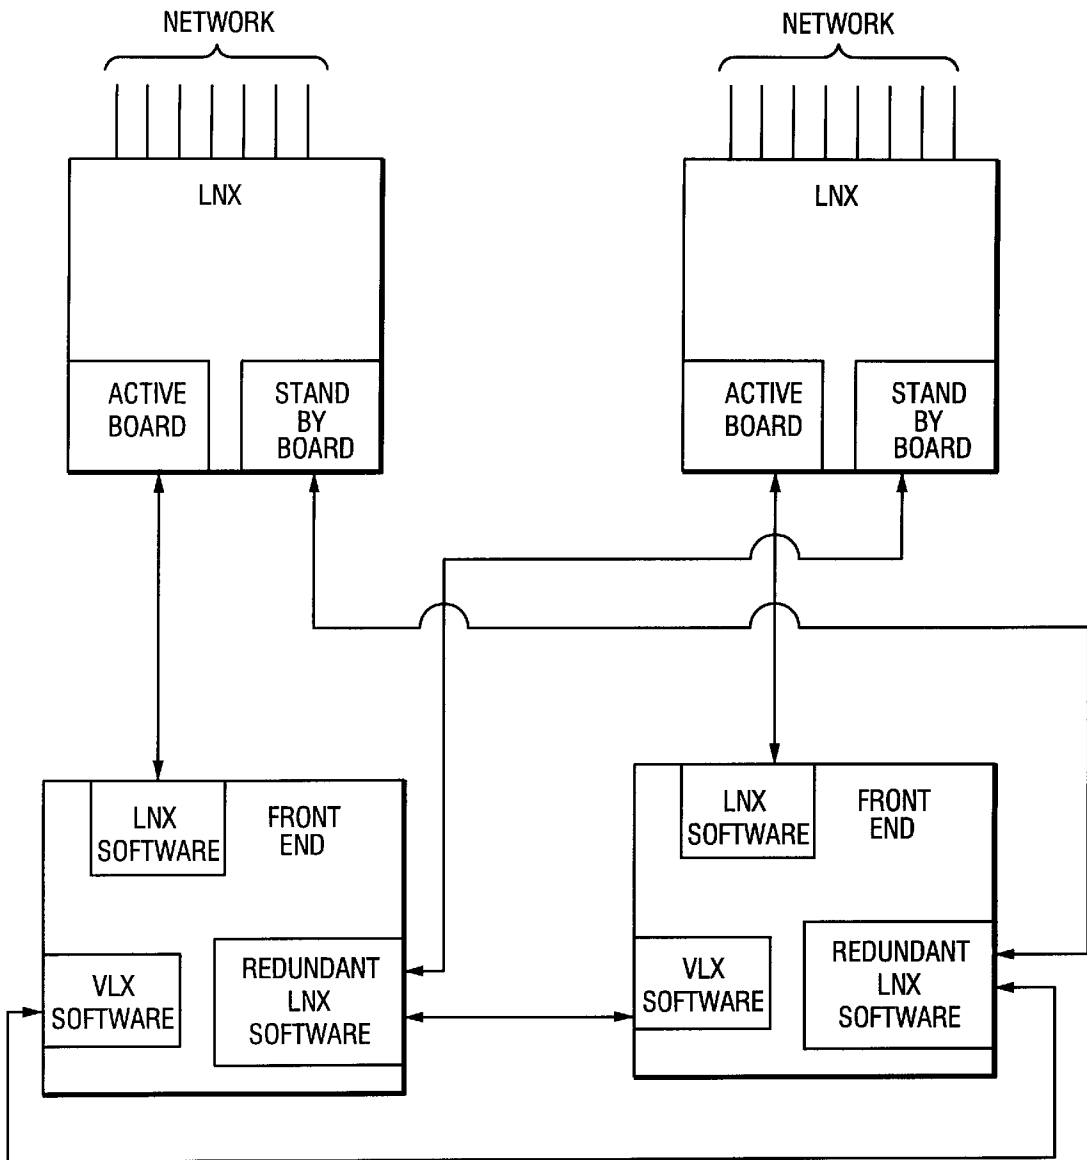 NETWORK
NETWORK
LNX
LNX
ACTIVE
BOARD
STAND
BY
BOARD
ACTIVE
BOARD
STAND
BY
BOARD
LNX
SOFTWARE
FRONT
END
LNX
SOFTWARE
FRONT
END
VLX
SOFTWARE
REDUNDANT
LNX
SOFTWARE
VLX
SOFTWARE
REDUNDANT
LNX
SOFTWARE